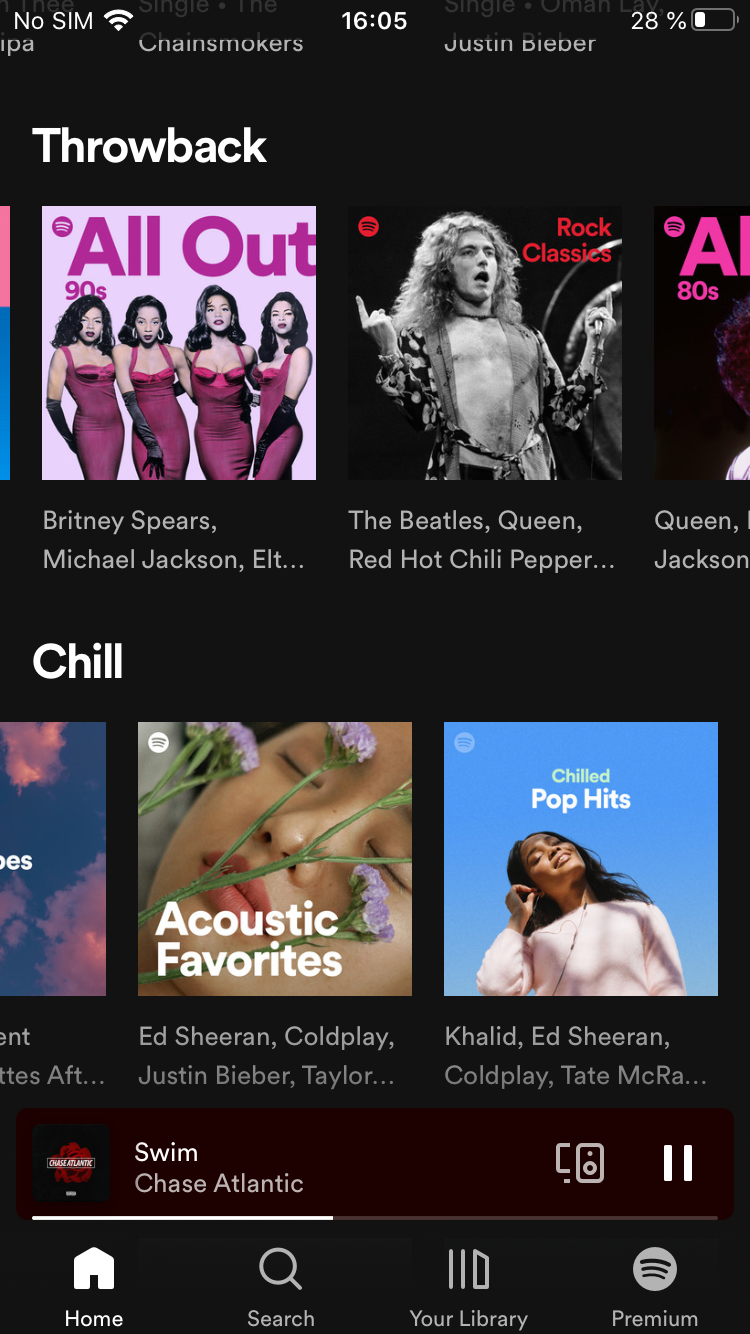 No SIM 16:05 28 %
Single • The
Single • Oman Lay,
ipa
Chainsmokers
Justin Bieber
Throwback
All Out
90s
Rock
Classics
Al
80s
Britney Spears,
Michael Jackson, Elt...
The Beatles, Queen,
Red Hot Chili Pepper...
Queen,
Jackson
Chill
pes
Acoustic
Favorites
Chilled
Pop Hits
ent
ttes Aft...
Ed Sheeran, Coldplay,
Justin Bieber, Taylor...
Khalid, Ed Sheeran,
Coldplay, Tate McRa...
CHASE ATLANTIC
Swim
Chase Atlantic
Home
Search
Your Library
Premium